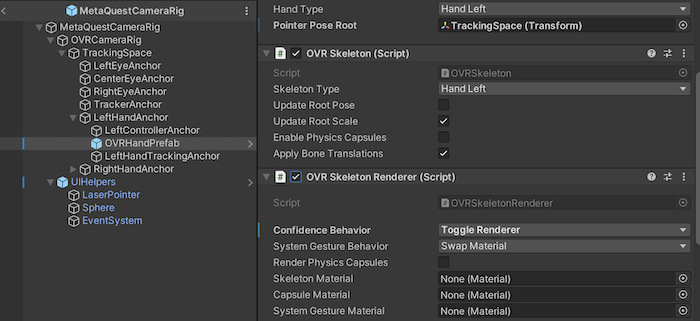 MetaQuestCameraRig
MetaQuestCameraRig
OVRCameraRig
TrackingSpace
LeftEyeAnchor
CenterEyeAnchor
RightEyeAnchor
TrackerAnchor
LeftHandAnchor
LeftControllerAnchor
OVRHandPrefab
LeftHandTrackingAnchor
RightHandAnchor
UIHelpers
LaserPointer
Sphere
EventSystem
Hand Type Hand Left
Pointer Pose Root TrackingSpace (Transform)
OVR Skeleton (Script)
Script OVRSkeleton
Skeleton Type Hand Left
Update Root Pose
Update Root Scale
Enable Physics Capsules
Apply Bone Translations
OVR Skeleton Renderer (Script)
Script OVRSkeletonRenderer
Confidence Behavior Toggle Renderer
System Gesture Behavior Swap Material
Render Physics Capsules
Skeleton Material None (Material)
Capsule Material None (Material)
System Gesture Material None (Material)